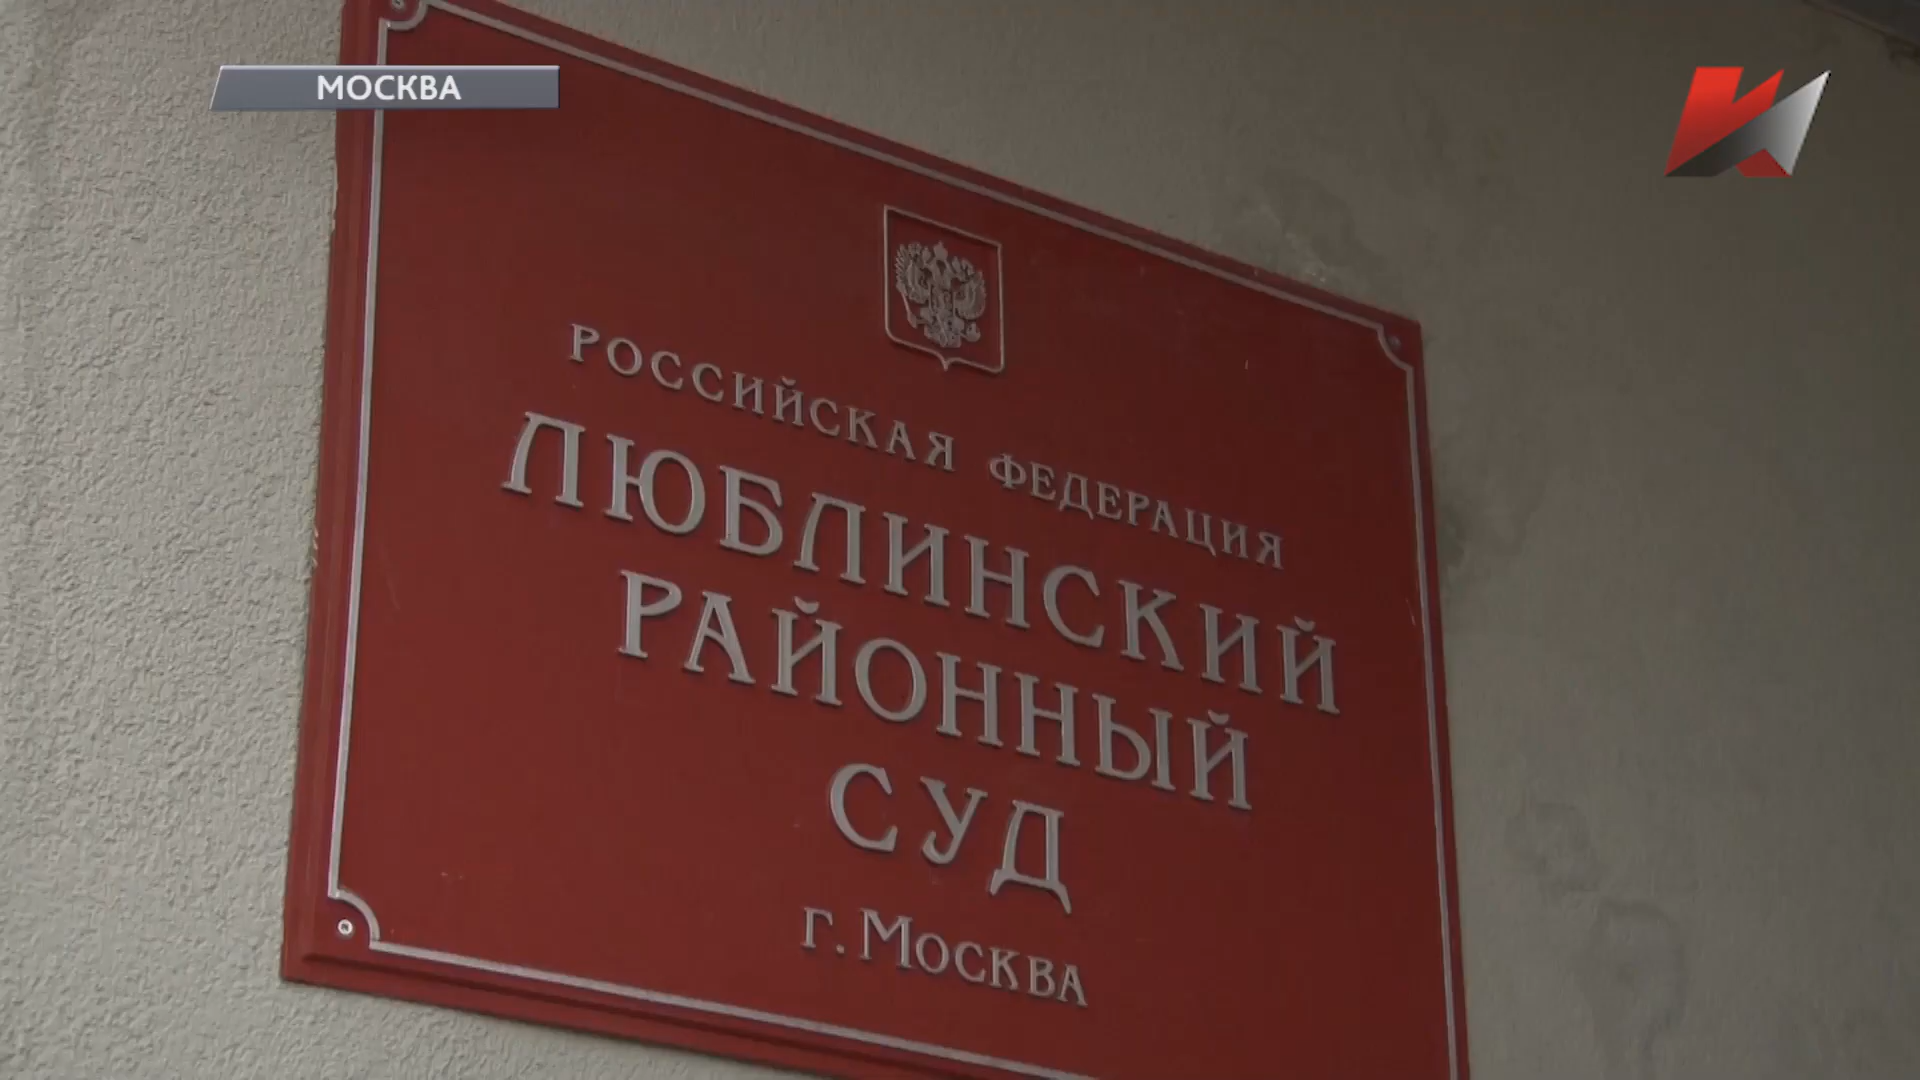 МОСКВА
РОССИЙСКАЯ ФЕДЕРАЦИЯ
ЛЮБЛИНСКИЙ
РАЙОННЫЙ
СУД
г. МОСКВА